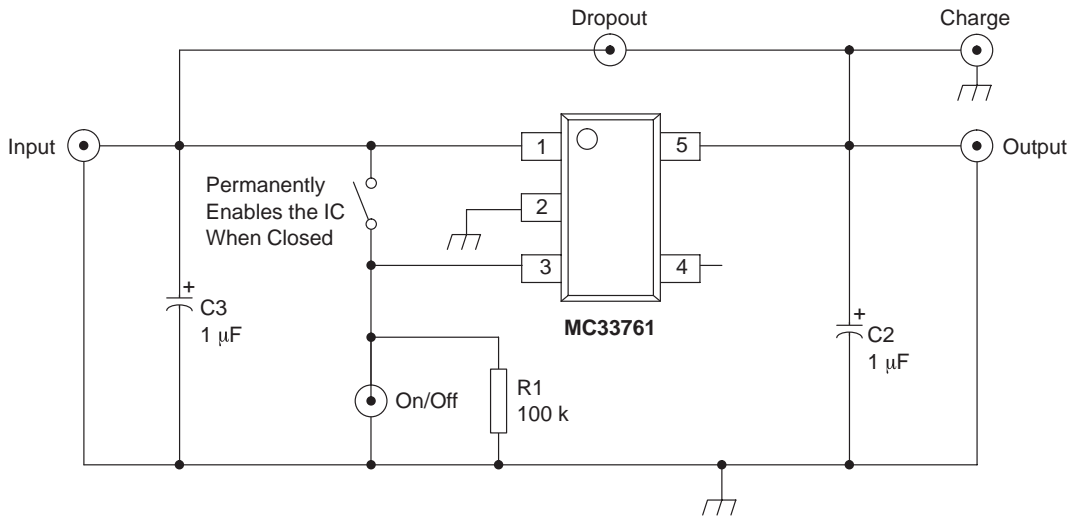 Dropout
Charge
Input
1
5
Output
Permanently
Enables the IC
When Closed
2
3
4
+
C3
1 μF
MC33761
+
C2
1 μF
On/Off
R1
100 k